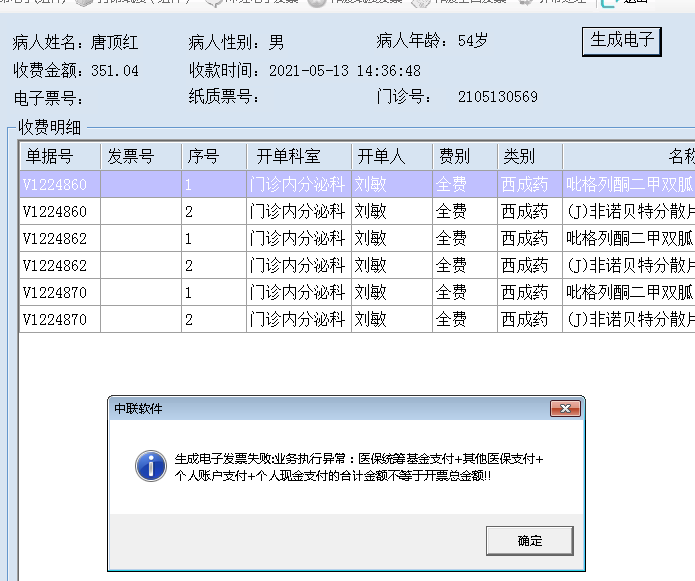 病人姓名：唐顶红 病人性别：男 病人年龄：54岁 生成电子
收费金额：351.04 收款时间：2021-05-13 14:36:48
电子票号： 纸质票号： 门诊号： 2105130569
收费明细
单据号 发票号 序号 开单科室 开单人 费别 类别 名称
V1224860 1 门诊内分泌科 刘敏 全费 西成药 吡格列酮二甲双胍
V1224860 2 门诊内分泌科 刘敏 全费 西成药 (J)非诺贝特分散片
V1224862 1 门诊内分泌科 刘敏 全费 西成药 吡格列酮二甲双胍
V1224862 2 门诊内分泌科 刘敏 全费 西成药 (J)非诺贝特分散片
V1224870 1 门诊内分泌科 刘敏 全费 西成药 吡格列酮二甲双胍
V1224870 2 门诊内分泌科 刘敏 全费 西成药 (J)非诺贝特分散片
中联软件
生成电子发票失败:业务执行异常：医保统筹基金支付+其他医保支付+
个人账户支付+个人现金支付的合计金额不等于开票总金额!!
确定